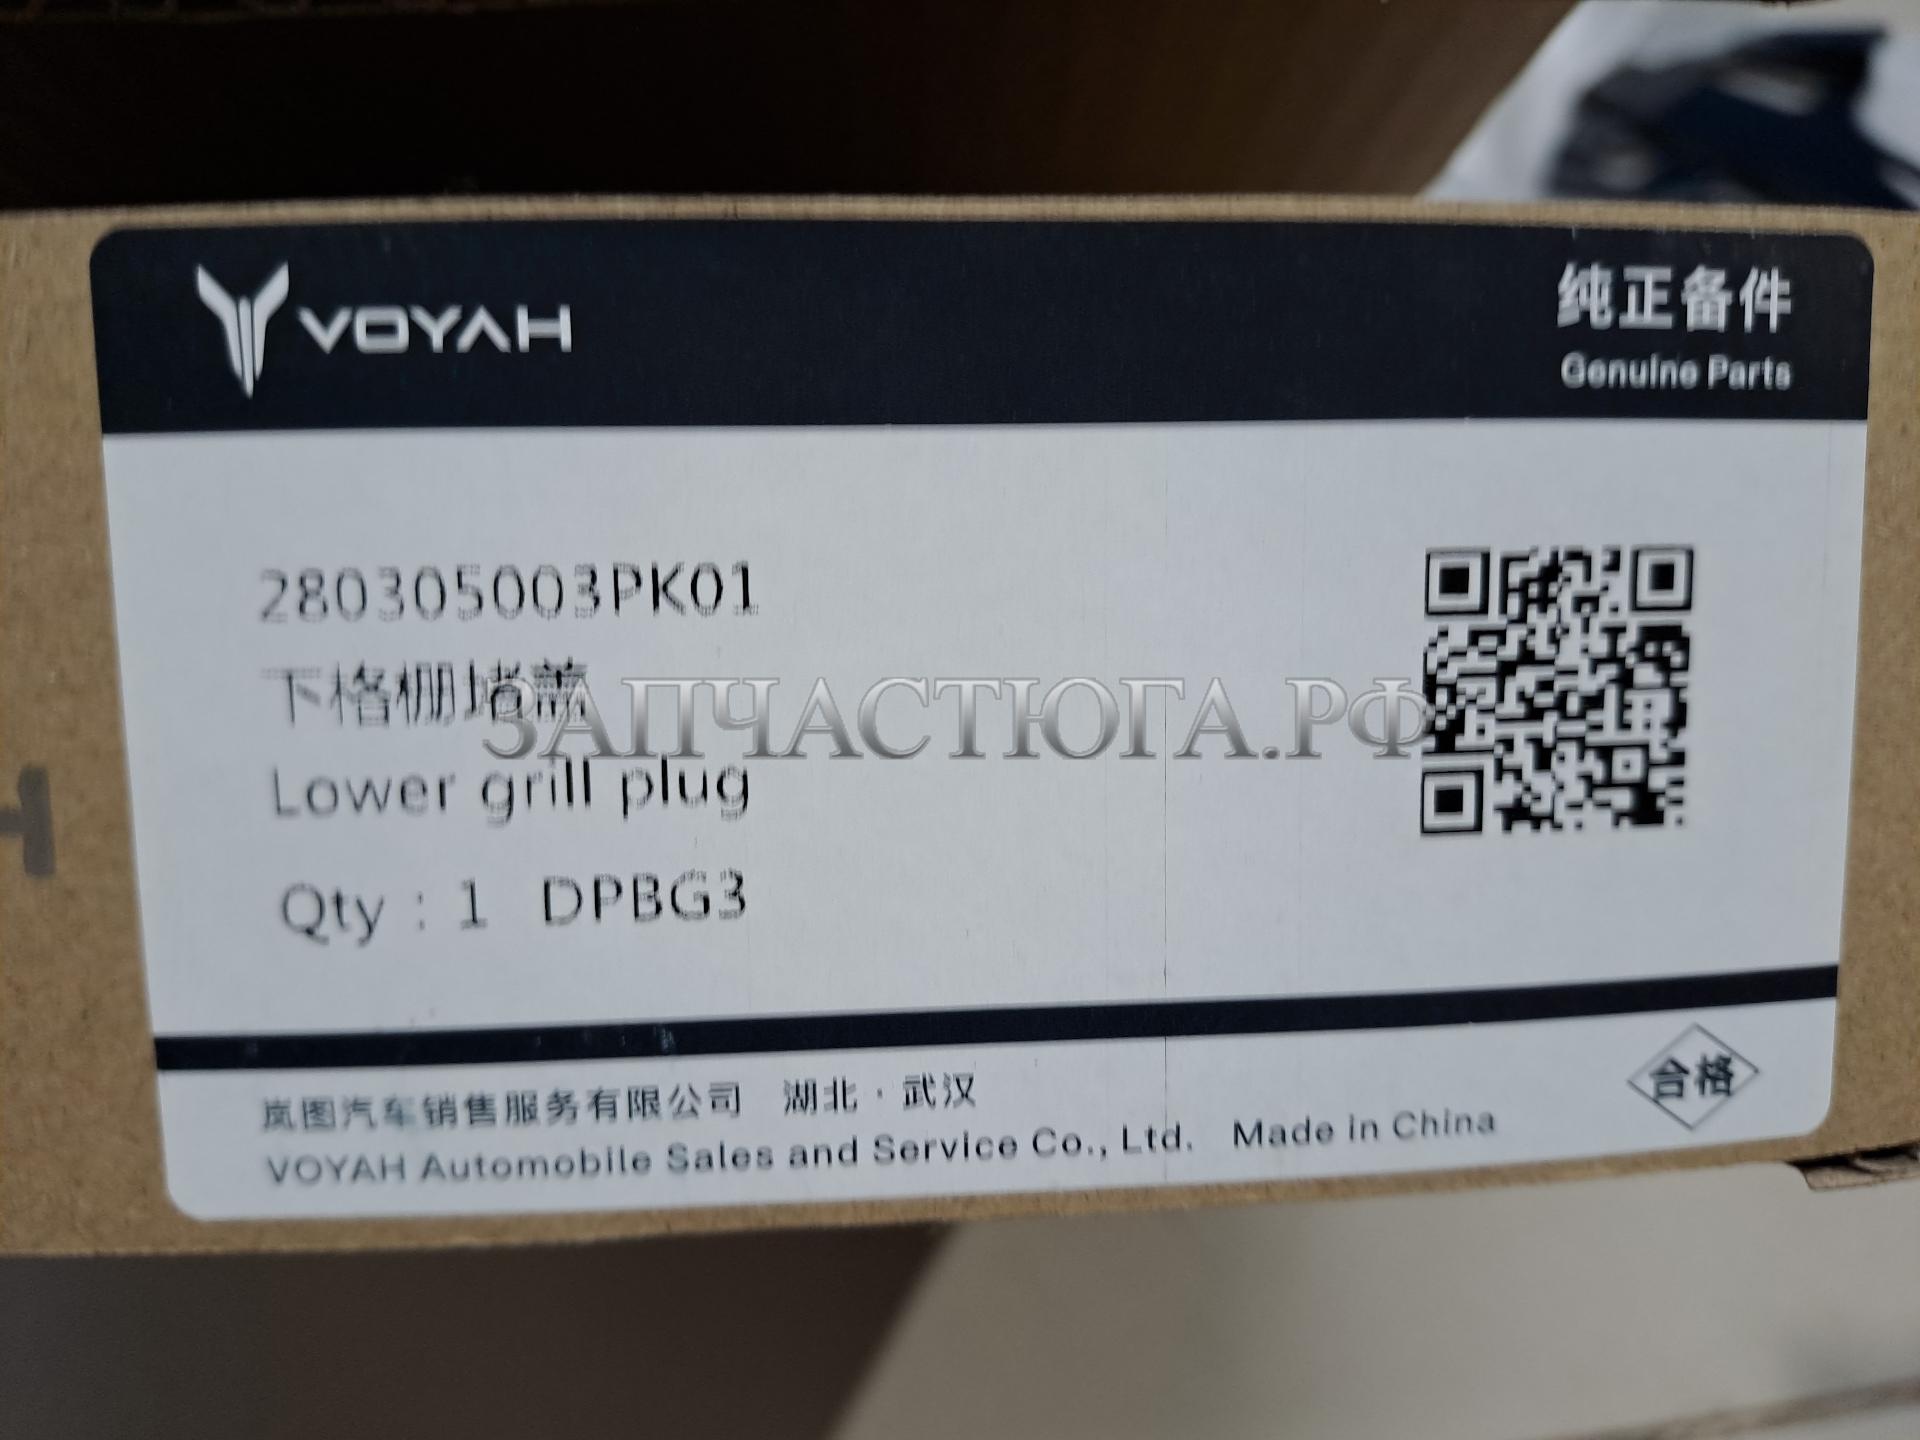 VOYAH
纯正备件
Genuine Parts
280305003PK01
下格栅堵盖
ЗАПЧАСТЮГА.РФ
Lower grill plug
Qty : 1 DPBG3
岚图汽车销售服务有限公司 湖北·武汉
合格
VOYAH Automobile Sales and Service Co., Ltd. Made in China